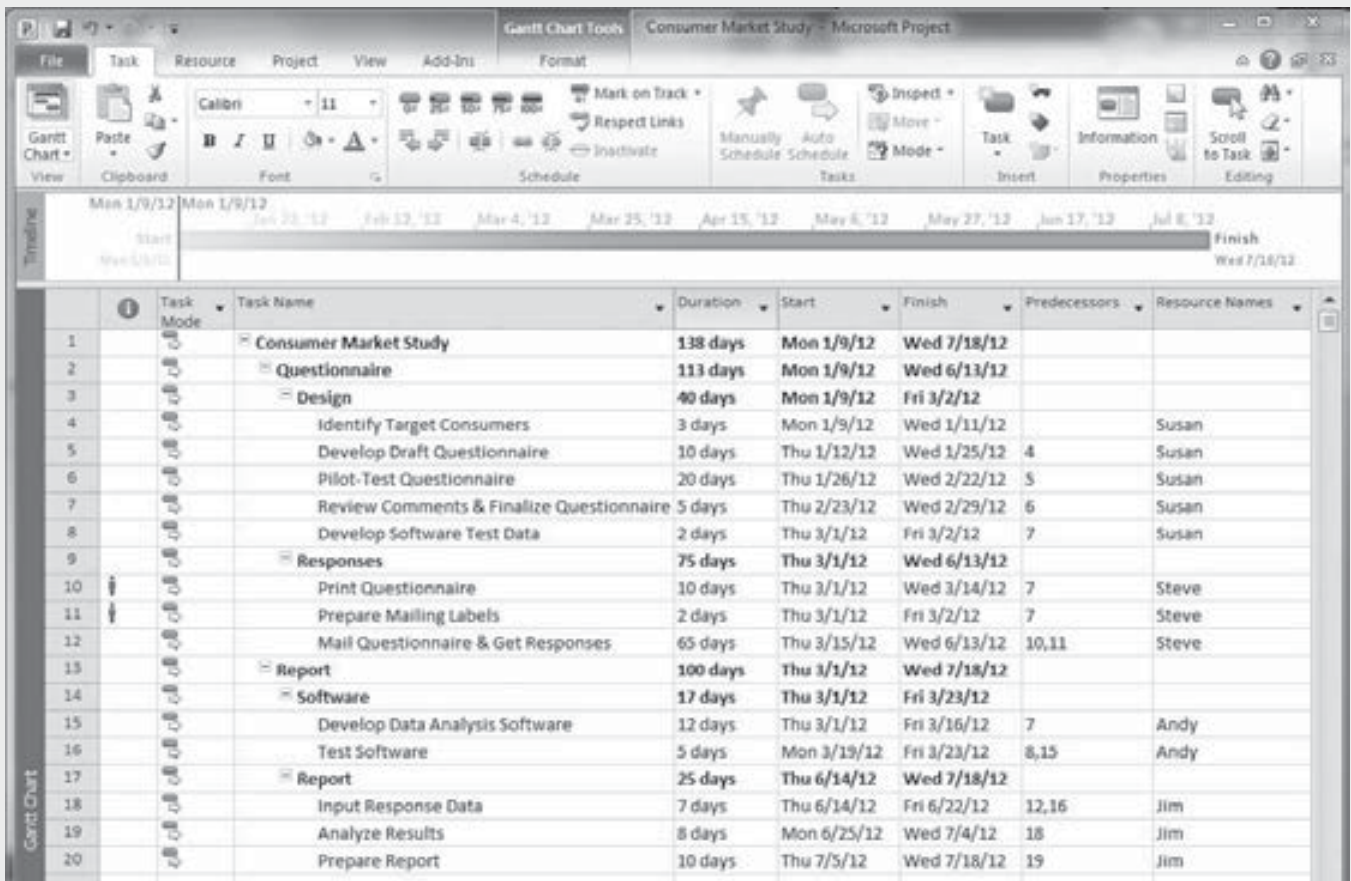 Gantt Chart Tools Consumer Market Study - Microsoft Project
File Task Resource Project View Add-Ins Format
Gantt Chart
Paste
Calibri 11
B I U A
Mark on Track
Respect Links
Inactivate
Manually Schedule
Auto Schedule
Inspect
Move
Mode
Task
Information
Scroll to Task
View Clipboard Font Schedule Tasks Insert Properties Editing
Timeline
Mon 1/9/12 Mon 1/9/12
Feb 12, '12 Mar 4, '12 Mar 25, '12 Apr 15, '12 May 6, '12 May 27, '12 Jun 17, '12 Jul 8, '12
Start
Finish
Wed 7/18/12
Task Mode Task Name Duration Start Finish Predecessors Resource Names
1 Consumer Market Study 138 days Mon 1/9/12 Wed 7/18/12
2 Questionnaire 113 days Mon 1/9/12 Wed 6/13/12
3 Design 40 days Mon 1/9/12 Fri 3/2/12
4 Identify Target Consumers 3 days Mon 1/9/12 Wed 1/11/12 Susan
5 Develop Draft Questionnaire 10 days Thu 1/12/12 Wed 1/25/12 4 Susan
6 Pilot-Test Questionnaire 20 days Thu 1/26/12 Wed 2/22/12 5 Susan
7 Review Comments & Finalize Questionnaire 5 days Thu 2/23/12 Wed 2/29/12 6 Susan
8 Develop Software Test Data 2 days Thu 3/1/12 Fri 3/2/12 7 Susan
9 Responses 75 days Thu 3/1/12 Wed 6/13/12
10 Print Questionnaire 10 days Thu 3/1/12 Wed 3/14/12 7 Steve
11 Prepare Mailing Labels 2 days Thu 3/1/12 Fri 3/2/12 7 Steve
12 Mail Questionnaire & Get Responses 65 days Thu 3/15/12 Wed 6/13/12 10,11 Steve
13 Report 100 days Thu 3/1/12 Wed 7/18/12
14 Software 17 days Thu 3/1/12 Fri 3/23/12
15 Develop Data Analysis Software 12 days Thu 3/1/12 Fri 3/16/12 7 Andy
16 Test Software 5 days Mon 3/19/12 Fri 3/23/12 8,15 Andy
17 Report 25 days Thu 6/14/12 Wed 7/18/12
18 Input Response Data 7 days Thu 6/14/12 Fri 6/22/12 12,16 Jim
19 Analyze Results 8 days Mon 6/25/12 Wed 7/4/12 18 Jim
20 Prepare Report 10 days Thu 7/5/12 Wed 7/18/12 19 Jim
Gantt Chart